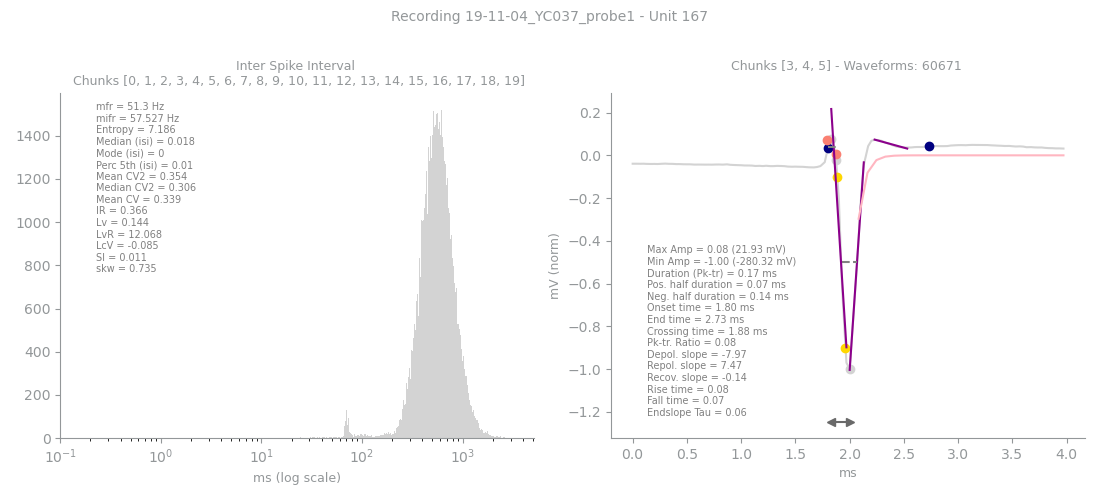 Recording 19-11-04_YC037_probe1 - Unit 167
Inter Spike Interval
Chunks [0, 1, 2, 3, 4, 5, 6, 7, 8, 9, 10, 11, 12, 13, 14, 15, 16, 17, 18, 19]
mfr = 51.3 Hz
mifr = 57.527 Hz
Entropy = 7.186
Median (isi) = 0.018
Mode (isi) = 0
Perc 5th (isi) = 0.01
Mean CV2 = 0.354
Median CV2 = 0.306
Mean CV = 0.339
IR = 0.366
Lv = 0.144
LvR = 12.068
LcV = -0.085
SI = 0.011
skw = 0.735
1400
1200
1000
800
600
400
200
0
10⁻¹ 10⁰ 10¹ 10² 10³
ms (log scale)
Chunks [3, 4, 5] - Waveforms: 60671
mV (norm)
0.2
0.0
−0.2
−0.4
−0.6
−0.8
−1.0
−1.2
Max Amp = 0.08 (21.93 mV)
Min Amp = -1.00 (-280.32 mV)
Duration (Pk-tr) = 0.17 ms
Pos. half duration = 0.07 ms
Neg. half duration = 0.14 ms
Onset time = 1.80 ms
End time = 2.73 ms
Crossing time = 1.88 ms
Pk-tr. Ratio = 0.08
Depol. slope = -7.97
Repol. slope = 7.47
Recov. slope = -0.14
Rise time = 0.08
Fall time = 0.07
Endslope Tau = 0.06
0.0 0.5 1.0 1.5 2.0 2.5 3.0 3.5 4.0
ms